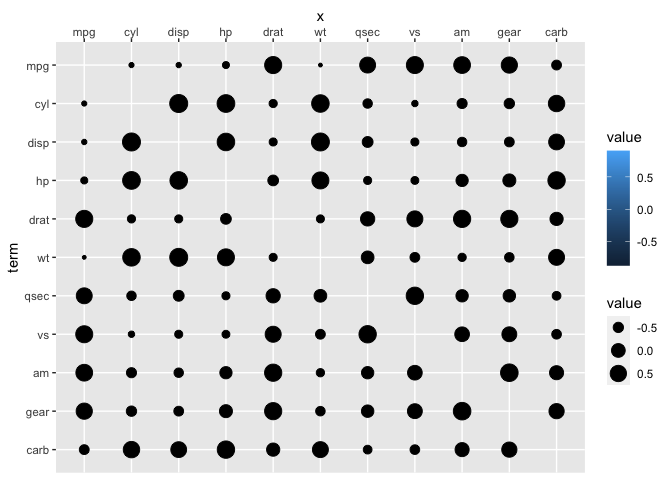 x
mpg cyl disp hp drat wt qsec vs am gear carb
mpg
cyl
disp
hp
drat
wt
qsec
vs
am
gear
carb
term
value
0.5
0.0
-0.5
value
-0.5
0.0
0.5